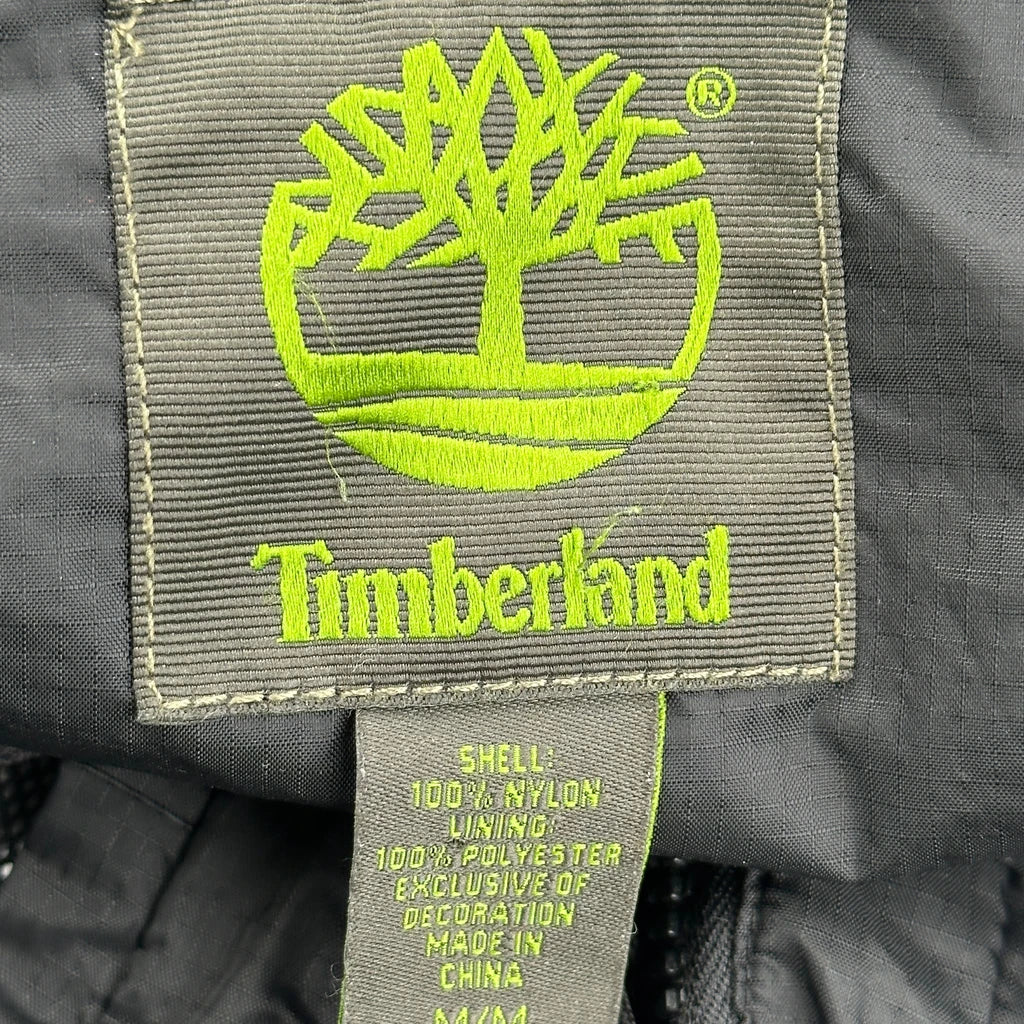 ®
Timberland
SHELL:
100% NYLON
LINING:
100% POLYESTER
EXCLUSIVE OF
DECORATION
MADE IN
CHINA
M/M